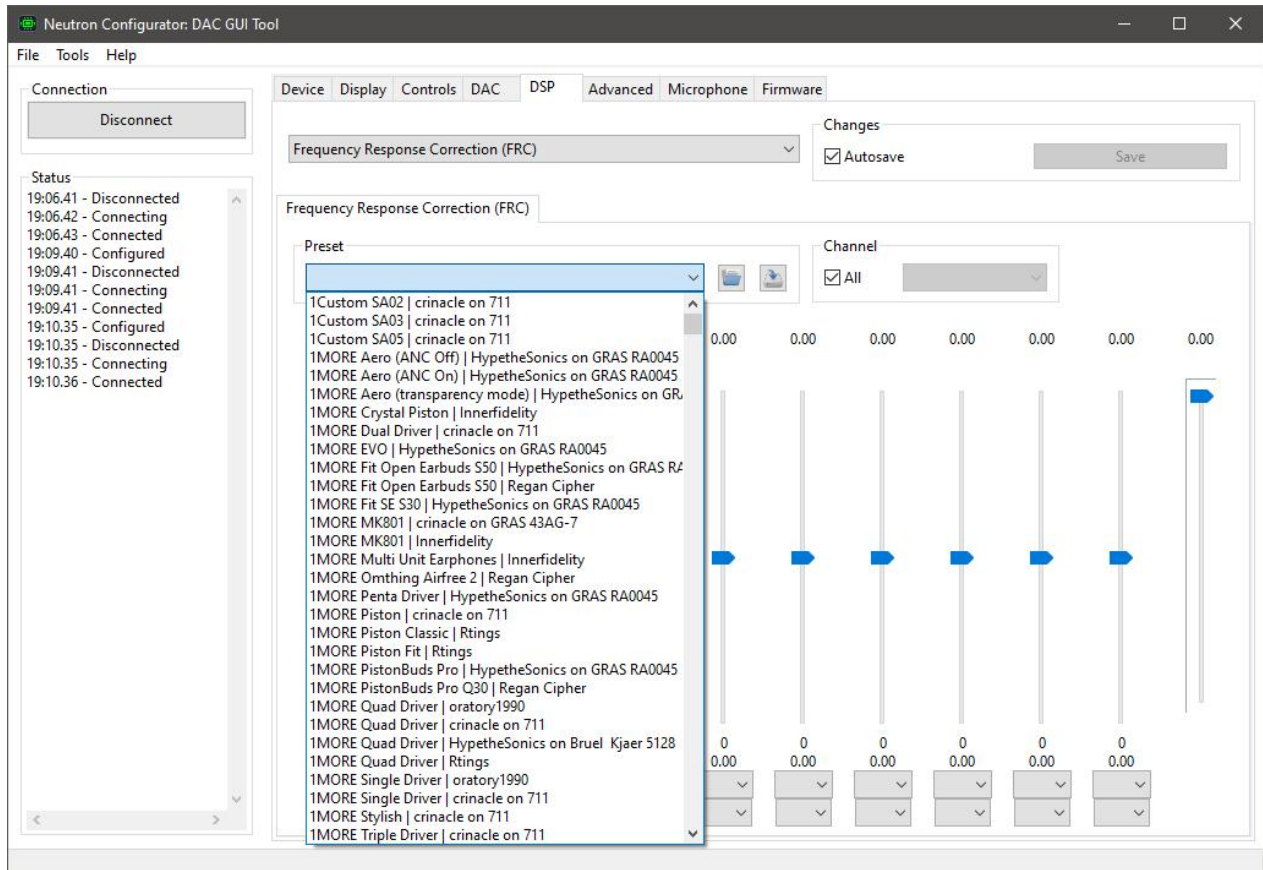 Neutron Configurator: DAC GUI Tool
File Tools Help
Connection
Disconnect
Status
19:06.41 - Disconnected
19:06.42 - Connecting
19:06.43 - Connected
19:09.40 - Configured
19:09.41 - Disconnected
19:09.41 - Connecting
19:09.41 - Connected
19:10.35 - Configured
19:10.35 - Disconnected
19:10.35 - Connecting
19:10.36 - Connected
Device Display Controls DAC DSP Advanced Microphone Firmware
Frequency Response Correction (FRC)
Changes
Autosave
Save
Frequency Response Correction (FRC)
Preset
Channel
All
1Custom SA02 | crinacle on 711
1Custom SA03 | crinacle on 711
1Custom SA05 | crinacle on 711
1MORE Aero (ANC Off) | HypetheSonics on GRAS RA0045
1MORE Aero (ANC On) | HypetheSonics on GRAS RA0045
1MORE Aero (transparency mode) | HypetheSonics on GR
1MORE Crystal Piston | Innerfidelity
1MORE Dual Driver | crinacle on 711
1MORE EVO | HypetheSonics on GRAS RA0045
1MORE Fit Open Earbuds S50 | HypetheSonics on GRAS RA
1MORE Fit Open Earbuds S50 | Regan Cipher
1MORE Fit SE S30 | HypetheSonics on GRAS RA0045
1MORE MK801 | crinacle on GRAS 43AG-7
1MORE MK801 | Innerfidelity
1MORE Multi Unit Earphones | Innerfidelity
1MORE Omthing Airfree 2 | Regan Cipher
1MORE Penta Driver | HypetheSonics on GRAS RA0045
1MORE Piston | crinacle on 711
1MORE Piston Classic | Rtings
1MORE Piston Fit | Rtings
1MORE PistonBuds Pro | HypetheSonics on GRAS RA0045
1MORE PistonBuds Pro Q30 | Regan Cipher
1MORE Quad Driver | oratory1990
1MORE Quad Driver | crinacle on 711
1MORE Quad Driver | HypetheSonics on Bruel Kjaer 5128
1MORE Quad Driver | Rtings
1MORE Single Driver | oratory1990
1MORE Single Driver | crinacle on 711
1MORE Stylish | crinacle on 711
1MORE Triple Driver | crinacle on 711
0.00 0.00 0.00 0.00 0.00 0.00 0.00
0 0 0 0 0 0
0.00 0.00 0.00 0.00 0.00 0.00